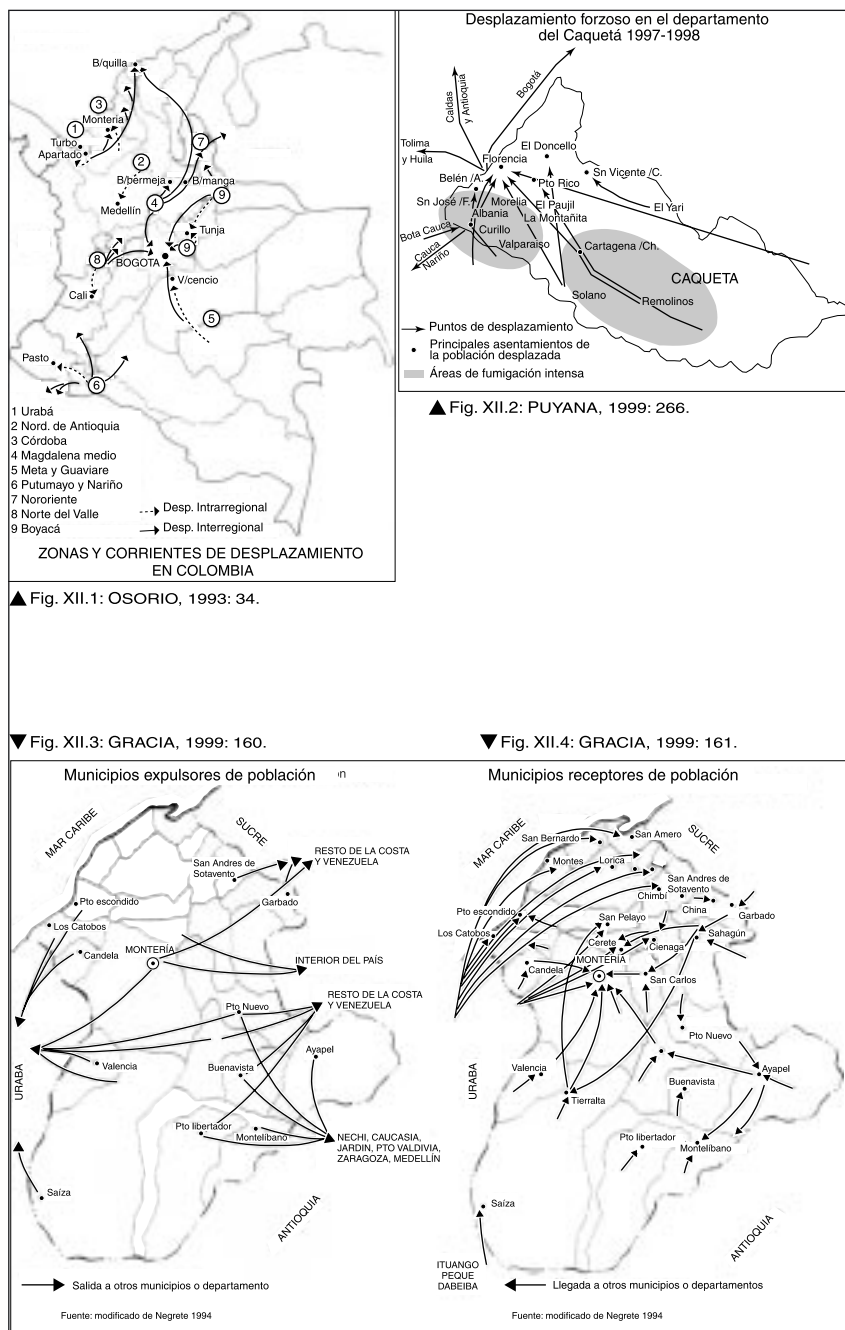 B/quilla
3
Montería
1
Turbo
Apartado
7
2
B/bermeja
B/manga
Medellín
4
9
Tunja
9
8
BOGOTA
V/cencio
Cali
5
Pasto
6
1 Urabá
2 Nord. de Antioquia
3 Córdoba
4 Magdalena medio
5 Meta y Guaviare
6 Putumayo y Nariño
7 Nororiente
8 Norte del Valle
9 Boyacá
Desp. Intrarregional
Desp. Interregional
ZONAS Y CORRIENTES DE DESPLAZAMIENTO
EN COLOMBIA
▲ Fig. XII.1: OSORIO, 1993: 34.
Desplazamiento forzoso en el departamento
del Caquetá 1997-1998
Caldas
y Antioquia
Bogotá
Tolima
y Huila
Florencia
El Doncello
Sn Vicente /C.
Belén /A.
Pto Rico
Sn José /F.
Morelia
El Paujil
El Yari
Albania
La Montañita
Bota Cauca
Curillo
Cauca
Nariño
Valparaiso
Cartagena /Ch.
CAQUETA
Solano
Remolinos
Puntos de desplazamiento
Principales asentamientos de
la población desplazada
Áreas de fumigación intensa
▲ Fig. XII.2: PUYANA, 1999: 266.
▼ Fig. XII.3: GRACIA, 1999: 160.
▼ Fig. XII.4: GRACIA, 1999: 161.
Municipios expulsores de población
MAR CARIBE
SUCRE
RESTO DE LA COSTA
Y VENEZUELA
San Andres de
Sotavento
Garbado
Pto escondido
Los Catobos
MONTERÍA
Candela
INTERIOR DEL PAÍS
RESTO DE LA COSTA
Y VENEZUELA
Pto Nuevo
URABA
Valencia
Buenavista
Ayapel
Pto libertador
Montelíbano
NECHI, CAUCASIA,
JARDIN, PTO VALDIVIA,
ZARAGOZA, MEDELLÍN
Saíza
ANTIOQUIA
Salida a otros municipios o departamento
Fuente: modificado de Negrete 1994
Municipios receptores de población
MAR CARIBE
San Bernardo
San Amero
SUCRE
Montes
Lorica
San Andres de
Sotavento
Chimbi
China
Garbado
Pto escondido
San Pelayo
Los Catobos
Cerete
Cienaga
Sahagún
MONTERÍA
Candela
San Carlos
Pto Nuevo
URABA
Valencia
Ayapel
Buenavista
Tierralta
Pto libertador
Montelíbano
Saíza
ITUANGO
PEQUE
DABEIBA
ANTIOQUIA
Llegada a otros municipios o departamentos
Fuente: modificado de Negrete 1994